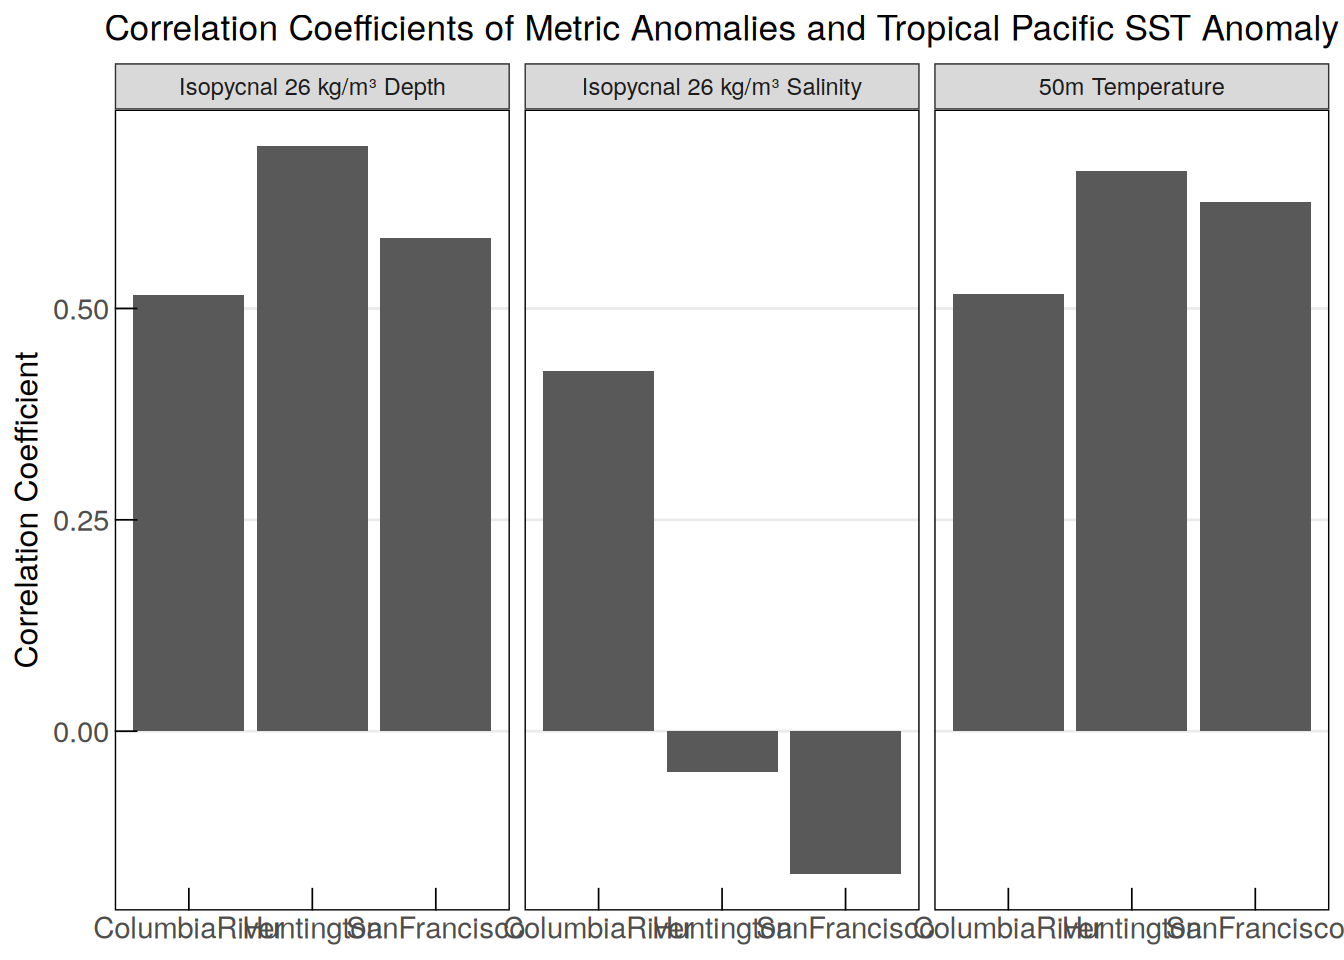 Correlation Coefficients of Metric Anomalies and Tropical Pacific SST Anomaly
Isopycnal 26 kg/m³ Depth
Isopycnal 26 kg/m³ Salinity
50m Temperature
Correlation Coefficient
0.50
0.25
0.00
ColumbiaRiver Huntington SanFrancisco ColumbiaRiver Huntington SanFrancisco ColumbiaRiver Huntington SanFrancisco